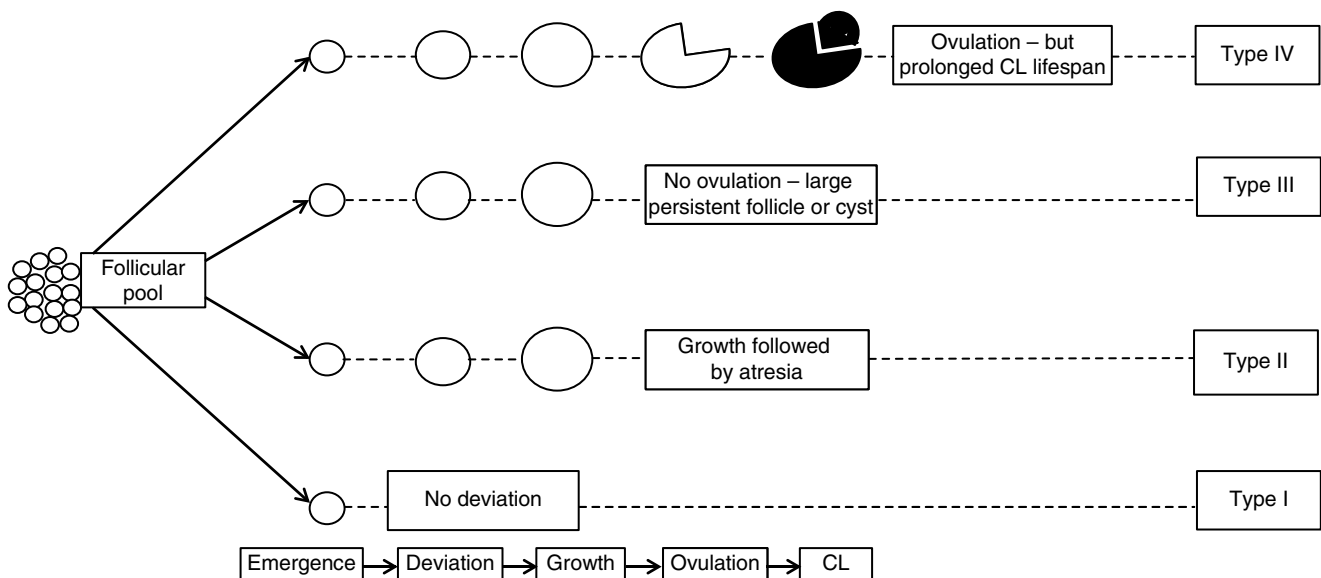 Ovulation – but
prolonged CL lifespan
Type IV
No ovulation – large
persistent follicle or cyst
Type III
Follicular
pool
Growth followed
by atresia
Type II
No deviation
Type I
Emergence
Deviation
Growth
Ovulation
CL